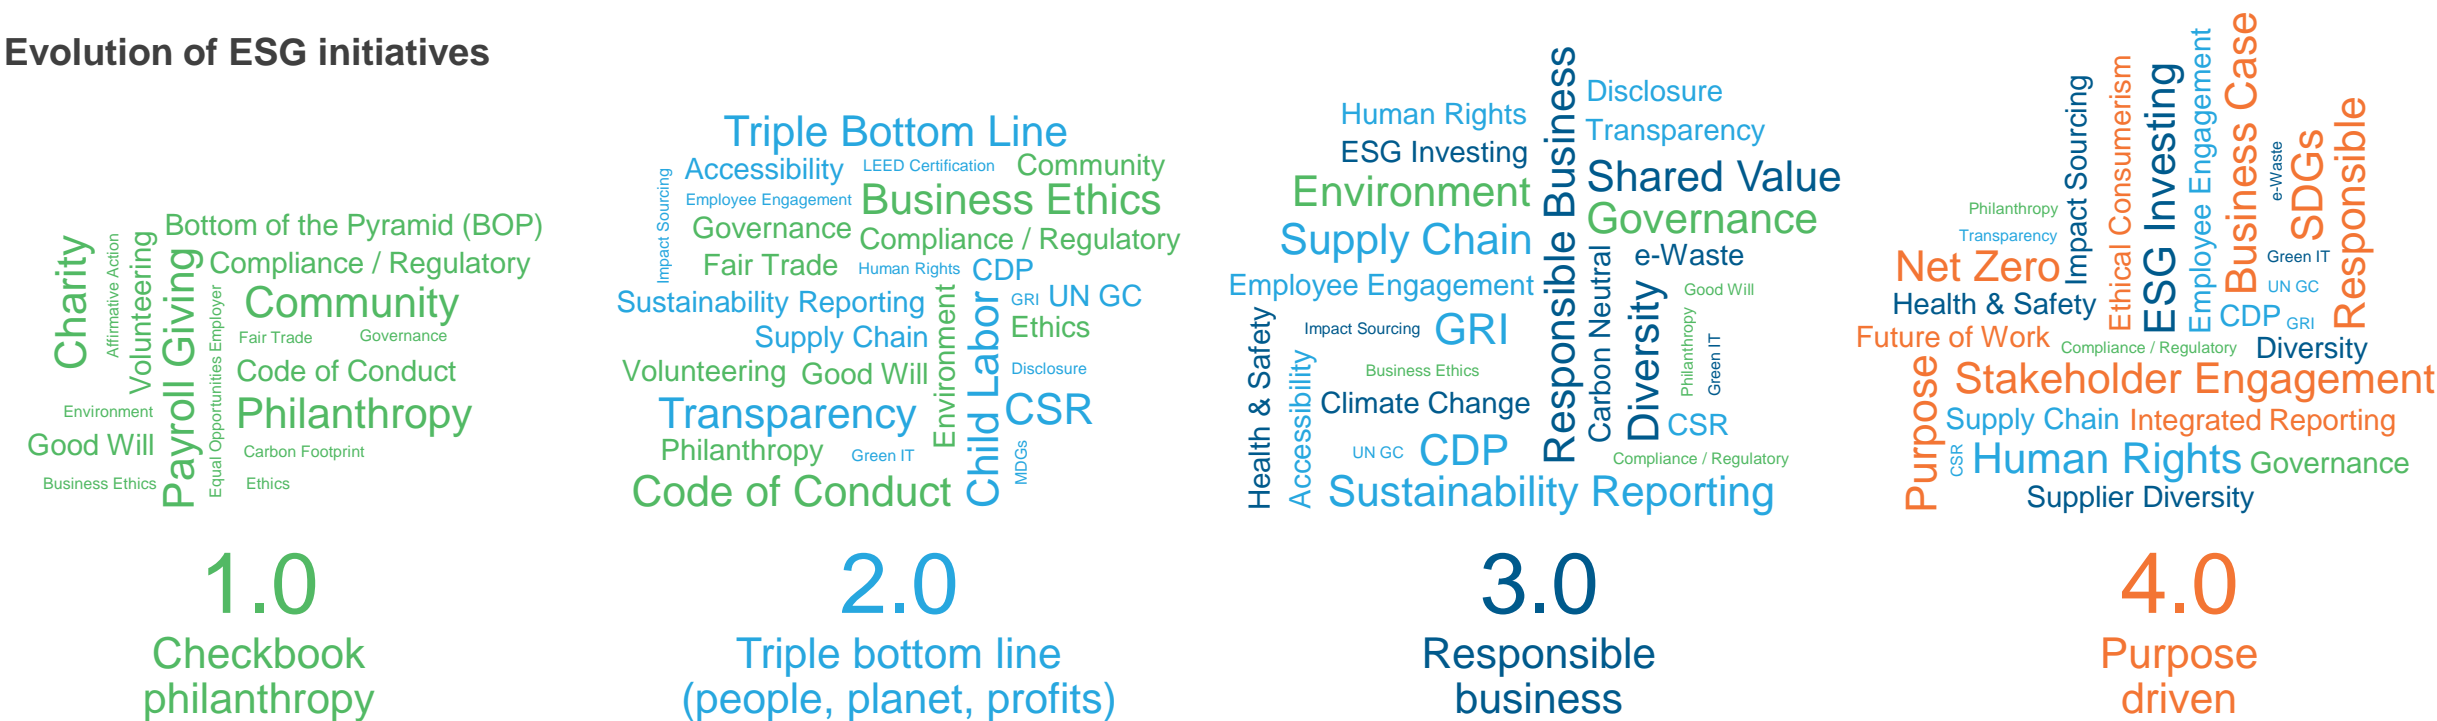 Evolution of ESG initiatives
Charity
Affirmative Action
Volunteering
Payroll Giving
Bottom of the Pyramid (BOP)
Compliance / Regulatory
Equal Opportunities Employer
Community
Fair Trade
Governance
Code of Conduct
Environment
Philanthropy
Good Will
Carbon Footprint
Business Ethics
Ethics
1.0
Checkbook
philanthropy
Triple Bottom Line
Impact Sourcing
Accessibility
LEED Certification
Community
Employee Engagement
Business Ethics
Governance
Compliance / Regulatory
Fair Trade
Human Rights
CDP
Sustainability Reporting
Environment
Child Labor
GRI
UN GC
Supply Chain
Ethics
Volunteering
Good Will
Disclosure
Transparency
CSR
Philanthropy
Green IT
MDGs
Code of Conduct
2.0
Triple bottom line
(people, planet, profits)
Human Rights
Responsible Business
Disclosure
Transparency
ESG Investing
Environment
Shared Value
Governance
Supply Chain
Carbon Neutral
e-Waste
Employee Engagement
Diversity
Good Will
Health & Safety
Impact Sourcing
GRI
Philanthropy
Green IT
Accessibility
Business Ethics
Climate Change
CSR
UN GC
CDP
Compliance / Regulatory
Sustainability Reporting
3.0
Responsible
business
Impact Sourcing
Ethical Consumerism
ESG Investing
Employee Engagement
Business Case
e-Waste
SDGs
Responsible
Philanthropy
Transparency
Net Zero
Green IT
Health & Safety
UN GC
CDP
GRI
Future of Work
Compliance / Regulatory
Diversity
Purpose
Stakeholder Engagement
Supply Chain
Integrated Reporting
CSR
Human Rights
Governance
Supplier Diversity
4.0
Purpose
driven